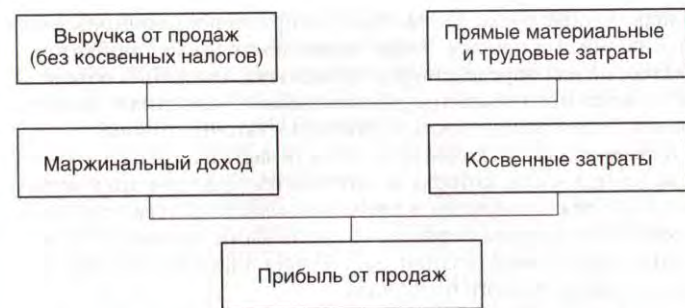 Выручка от продаж
(без косвенных налогов)
Прямые материальные
и трудовые затраты
Маржинальный доход
Косвенные затраты
Прибыль от продаж